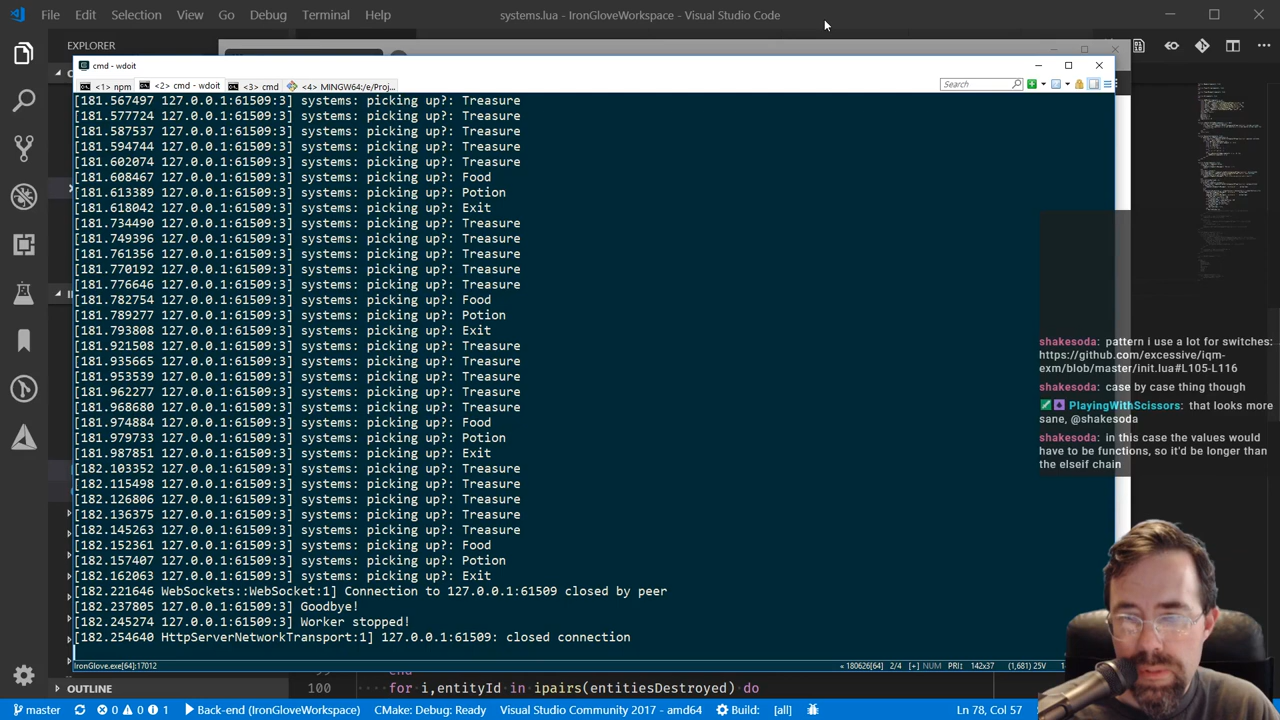 File Edit Selection View Go Debug Terminal Help
systems.lua - IronGloveWorkspace - Visual Studio Code
EXPLORER
cmd - wdoit
<1> npm
<2> cmd - wdoit
<3> cmd
<4> MINGW64:/e/Proj...
Search
[181.567497 127.0.0.1:61509:3] systems: picking up?: Treasure
[181.577724 127.0.0.1:61509:3] systems: picking up?: Treasure
[181.587537 127.0.0.1:61509:3] systems: picking up?: Treasure
[181.594744 127.0.0.1:61509:3] systems: picking up?: Treasure
[181.602074 127.0.0.1:61509:3] systems: picking up?: Treasure
[181.608467 127.0.0.1:61509:3] systems: picking up?: Food
[181.613389 127.0.0.1:61509:3] systems: picking up?: Potion
[181.618042 127.0.0.1:61509:3] systems: picking up?: Exit
[181.734490 127.0.0.1:61509:3] systems: picking up?: Treasure
[181.749396 127.0.0.1:61509:3] systems: picking up?: Treasure
[181.761356 127.0.0.1:61509:3] systems: picking up?: Treasure
[181.770192 127.0.0.1:61509:3] systems: picking up?: Treasure
[181.776646 127.0.0.1:61509:3] systems: picking up?: Treasure
[181.782754 127.0.0.1:61509:3] systems: picking up?: Food
[181.789277 127.0.0.1:61509:3] systems: picking up?: Potion
[181.793808 127.0.0.1:61509:3] systems: picking up?: Exit
[181.921508 127.0.0.1:61509:3] systems: picking up?: Treasure
[181.935665 127.0.0.1:61509:3] systems: picking up?: Treasure
[181.953539 127.0.0.1:61509:3] systems: picking up?: Treasure
[181.962277 127.0.0.1:61509:3] systems: picking up?: Treasure
[181.968680 127.0.0.1:61509:3] systems: picking up?: Treasure
[181.974884 127.0.0.1:61509:3] systems: picking up?: Food
[181.979733 127.0.0.1:61509:3] systems: picking up?: Potion
[181.987851 127.0.0.1:61509:3] systems: picking up?: Exit
[182.103352 127.0.0.1:61509:3] systems: picking up?: Treasure
[182.115498 127.0.0.1:61509:3] systems: picking up?: Treasure
[182.126806 127.0.0.1:61509:3] systems: picking up?: Treasure
[182.136375 127.0.0.1:61509:3] systems: picking up?: Treasure
[182.145263 127.0.0.1:61509:3] systems: picking up?: Treasure
[182.152361 127.0.0.1:61509:3] systems: picking up?: Food
[182.157407 127.0.0.1:61509:3] systems: picking up?: Potion
[182.162063 127.0.0.1:61509:3] systems: picking up?: Exit
[182.221646 WebSockets::WebSocket:1] Connection to 127.0.0.1:61509 closed by peer
[182.237805 127.0.0.1:61509:3] Goodbye!
[182.245274 127.0.0.1:61509:3] Worker stopped!
[182.254640 HttpServerNetworkTransport:1] 127.0.0.1:61509: closed connection
IronGlove.exe[64]:17012
« 180626[64] 2/4 [+] NUM PRI: 142x37 (1,681) 25V
shakesoda: pattern i use a lot for switches:
https://github.com/excessive/iqm-
exm/blob/master/init.lua#L105-L116
shakesoda: case by case thing though
PlayingWithScissors: that looks more
sane, @shakesoda
shakesoda: in this case the values would
have to be functions, so it'd be longer than
the elseif chain
OUTLINE
100 ····for i,entityId in ipairs(entitiesDestroyed) do
master 0 0 1 Back-end (IronGloveWorkspace) CMake: Debug: Ready Visual Studio Community 2017 - amd64 Build: [all] Ln 78, Col 57